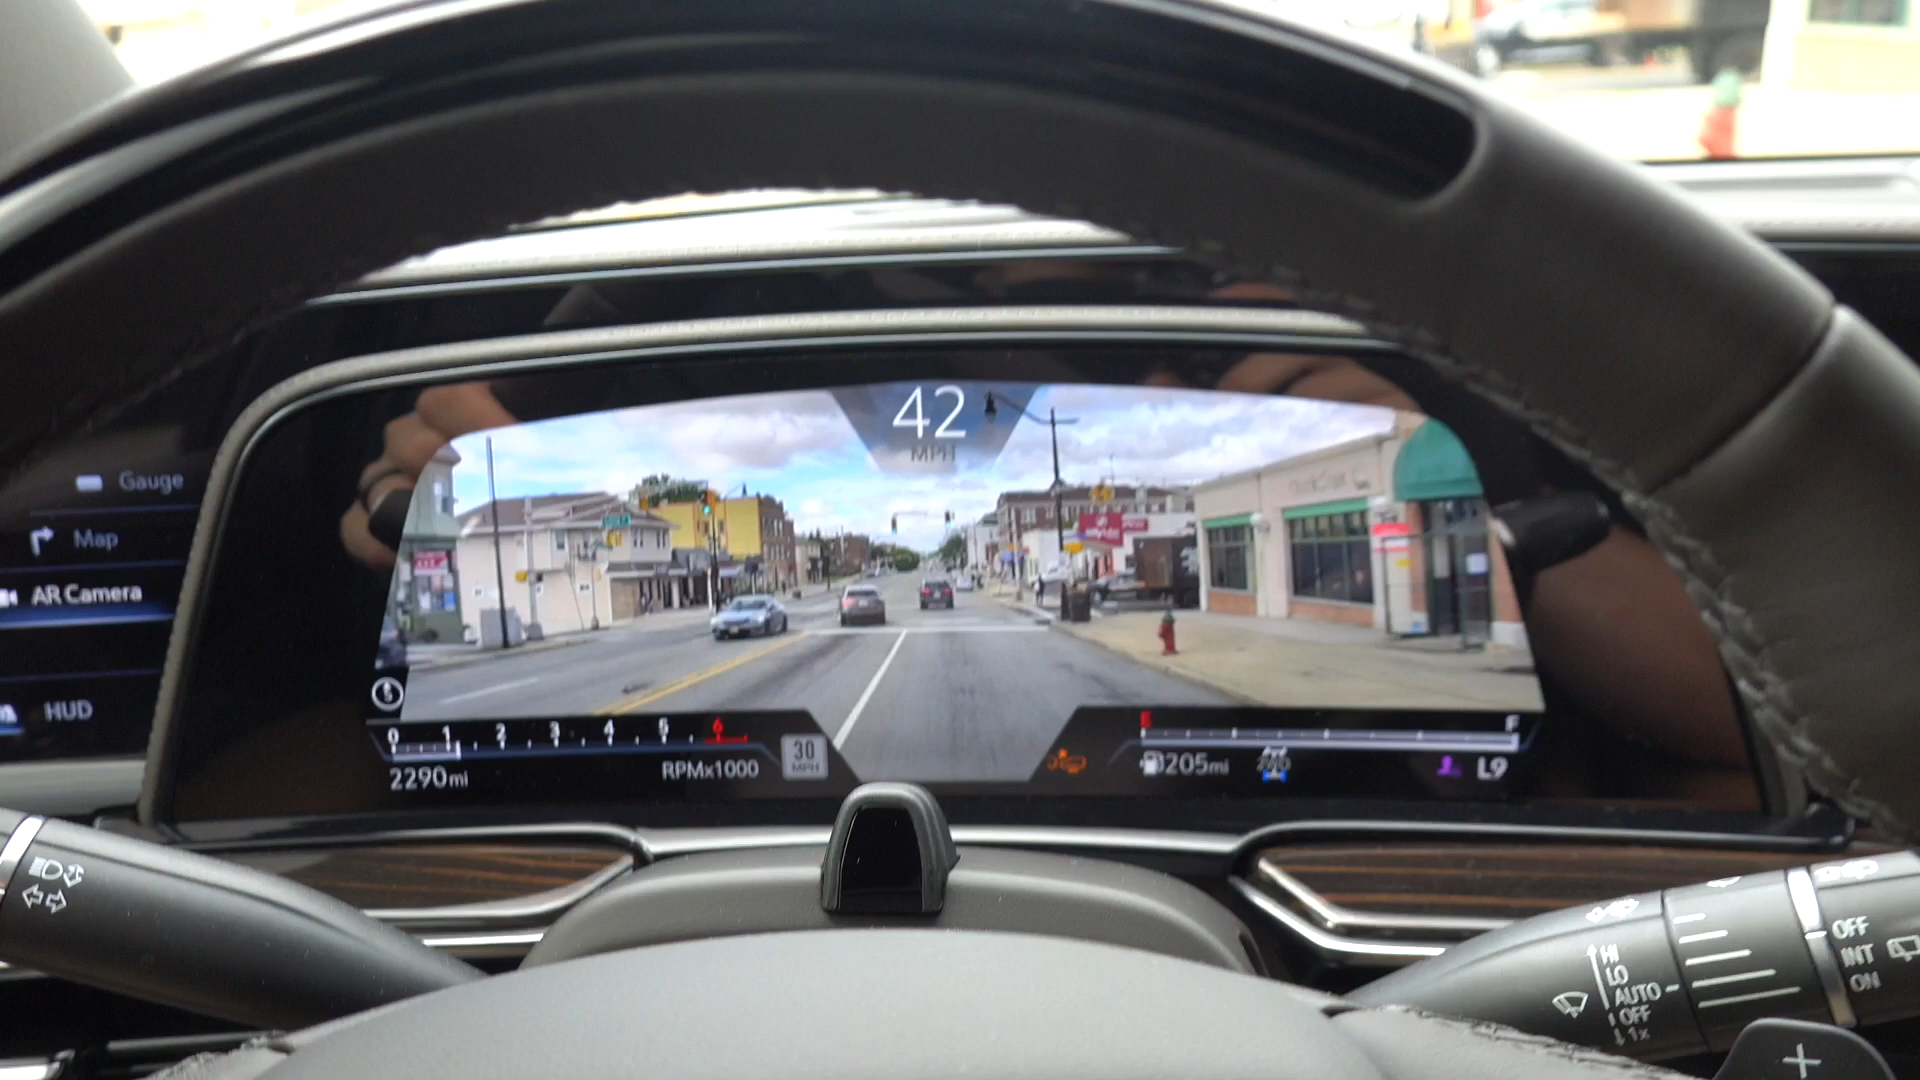 42
MPH
Gauge
Map
AR Camera
HUD
0 1 2 3 4 5 6
RPMx1000
2290mi
30
MPH
E F
205mi
L9
HI
LO
AUTO
OFF
1x
OFF
INT
ON
+